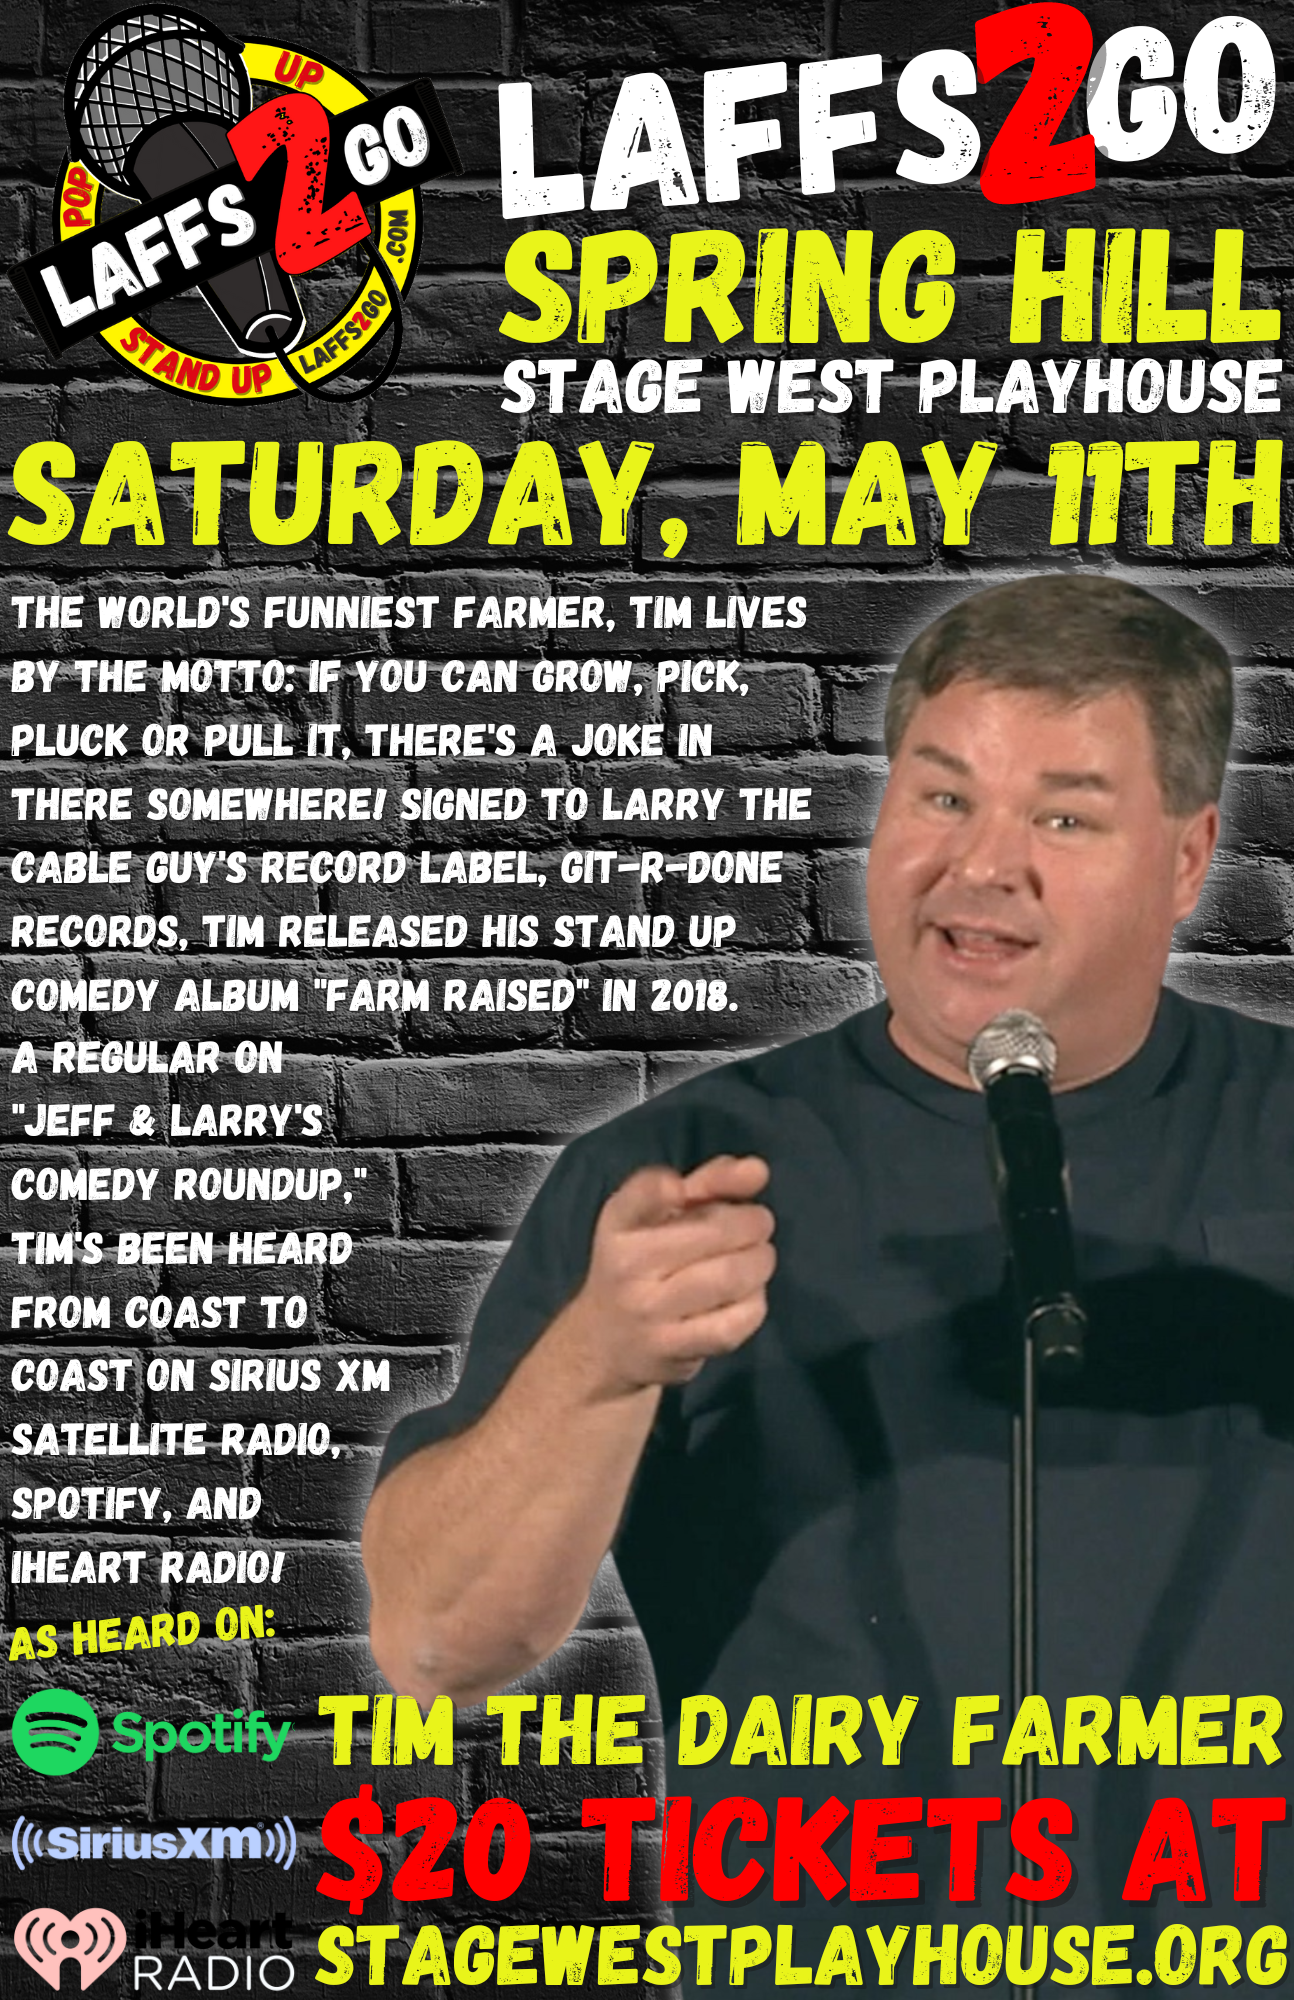 POP
UP
LAFFS2GO
STAND UP
LAFFS2GO
.COM
LAFFS2GO
SPRING HILL
STAGE WEST PLAYHOUSE
SATURDAY, MAY 11TH
THE WORLD'S FUNNIEST FARMER, TIM LIVES
BY THE MOTTO: IF YOU CAN GROW, PICK,
PLUCK OR PULL IT, THERE'S A JOKE IN
THERE SOMEWHERE! SIGNED TO LARRY THE
CABLE GUY'S RECORD LABEL, GIT-R-DONE
RECORDS, TIM RELEASED HIS STAND UP
COMEDY ALBUM "FARM RAISED" IN 2018.
A REGULAR ON
"JEFF & LARRY'S
COMEDY ROUNDUP,"
TIM'S BEEN HEARD
FROM COAST TO
COAST ON SIRIUS XM
SATELLITE RADIO,
SPOTIFY, AND
IHEART RADIO!
AS HEARD ON:
Spotify
SiriusXM
iHeart
RADIO
TIM THE DAIRY FARMER
$20 TICKETS AT
STAGEWESTPLAYHOUSE.ORG